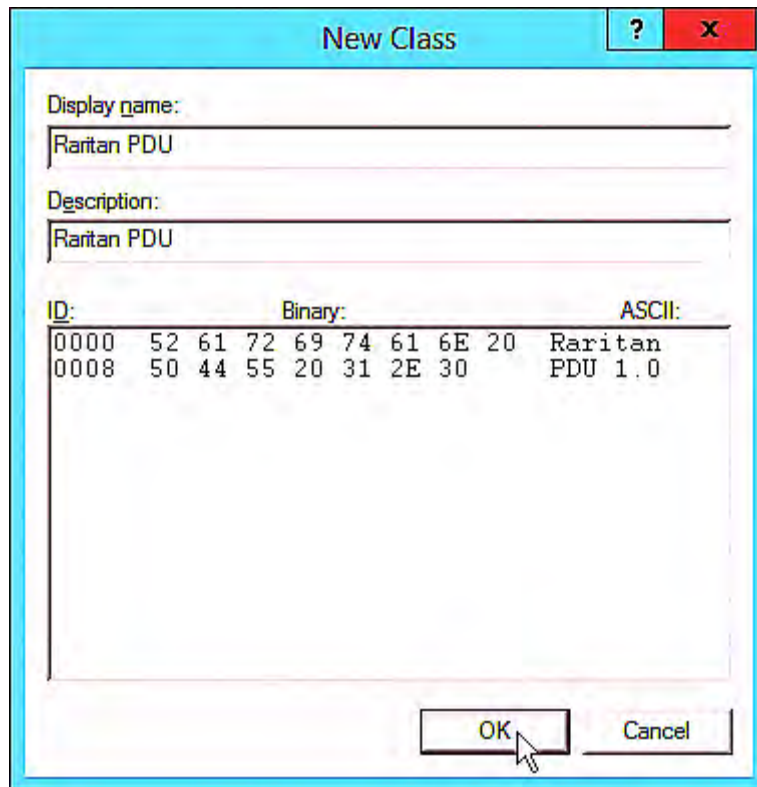 New Class
?
x
Display name:
Raritan PDU
Description:
Raritan PDU
ID: Binary: ASCII:
0000 52 61 72 69 74 61 6E 20 Raritan
0008 50 44 55 20 31 2E 30 PDU 1.0
OK
Cancel